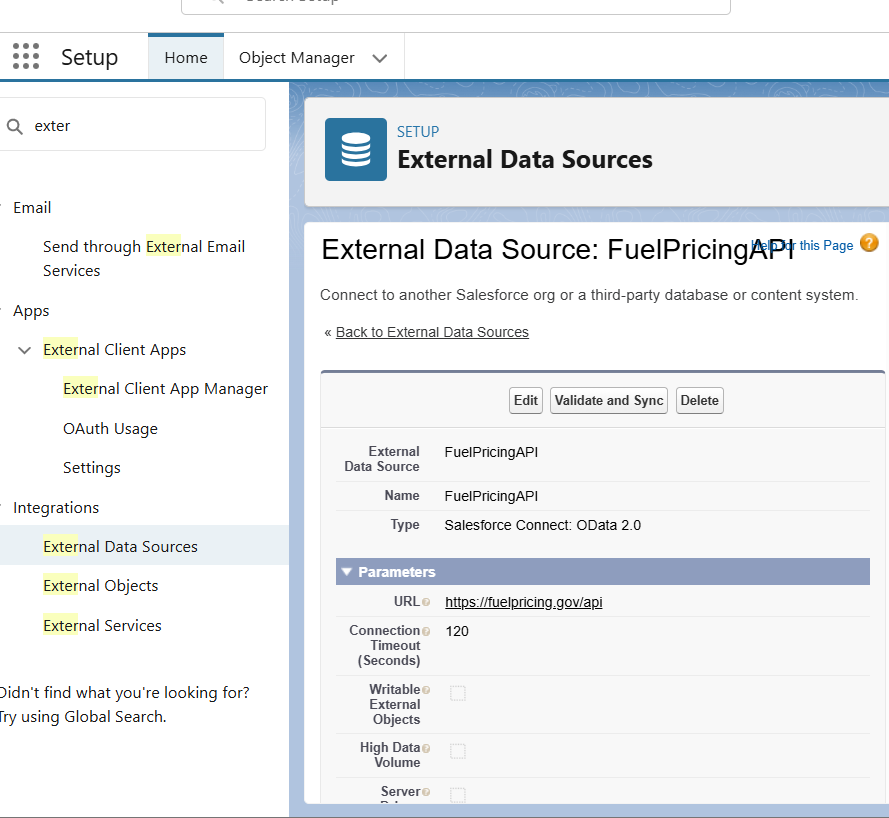 Search Setup
Setup
Home
Object Manager
exter
Email
Send through External Email
Services
Apps
External Client Apps
External Client App Manager
OAuth Usage
Settings
Integrations
External Data Sources
External Objects
External Services
Didn't find what you're looking for?
Try using Global Search.
SETUP
External Data Sources
External Data Source: FuelPricingAPI
Help for this Page ?
Connect to another Salesforce org or a third-party database or content system.
« Back to External Data Sources
Edit Validate and Sync Delete
External
Data Source
FuelPricingAPI
Name FuelPricingAPI
Type Salesforce Connect: OData 2.0
Parameters
URL ? https://fuelpricing.gov/api
Connection ? 120
Timeout
(Seconds)
Writable ?
External
Objects
High Data ?
Volume
Server ?